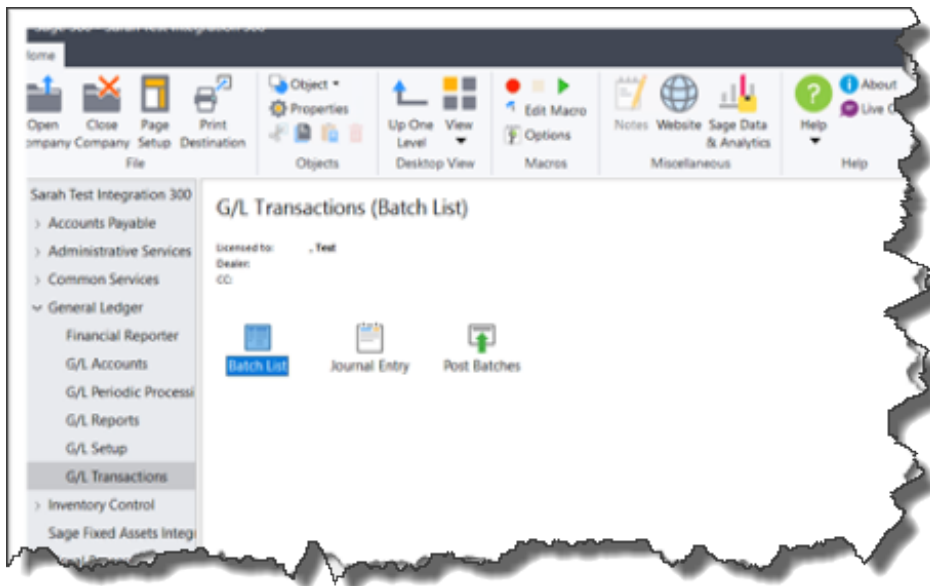 Sage 300 - Sarah Test Integration 300
Home
Open Company
Close Company
Page Setup
Print Destination
File
Object
Properties
Objects
Up One Level
View
Desktop View
Edit Macro
Options
Macros
Notes
Website
Sage Data & Analytics
Miscellaneous
Help
About
Live C
Help
Sarah Test Integration 300
Accounts Payable
Administrative Services
Common Services
General Ledger
Financial Reporter
G/L Accounts
G/L Periodic Processi
G/L Reports
G/L Setup
G/L Transactions
Inventory Control
Sage Fixed Assets Integ
G/L Transactions (Batch List)
Licensed to: , Test
Dealer:
CC:
Batch List
Journal Entry
Post Batches